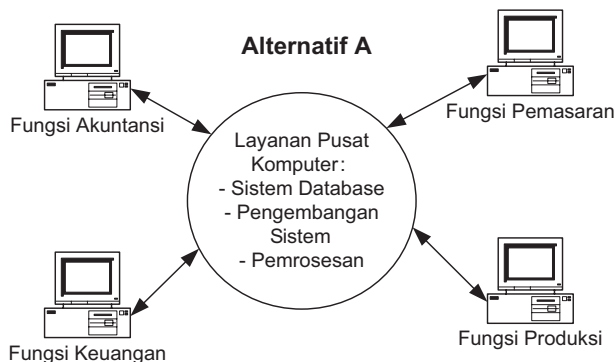 Alternatif A
Fungsi Akuntansi
Fungsi Pemasaran
Layanan Pusat
Komputer:
- Sistem Database
- Pengembangan
Sistem
- Pemrosesan
Fungsi Keuangan
Fungsi Produksi